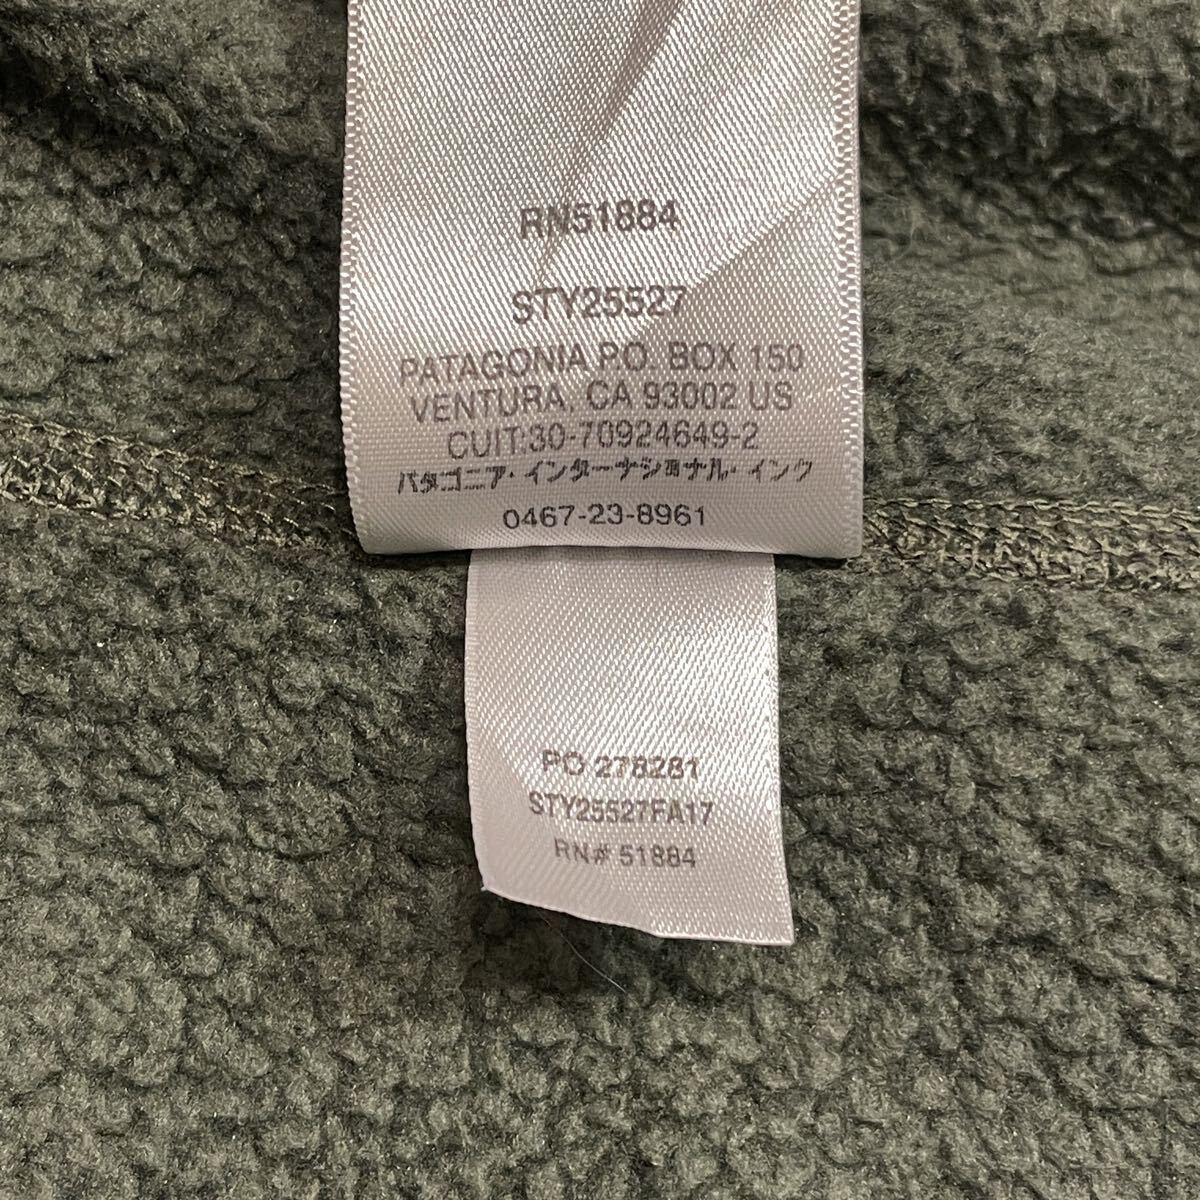 RN51884
STY25527
PATAGONIA P.O. BOX 150
VENTURA, CA 93002 US
CUIT:30-70924649-2
パタゴニア・インターナショナル・インク
0467-23-8961
PO 278281
STY25527FA17
RN# 51884